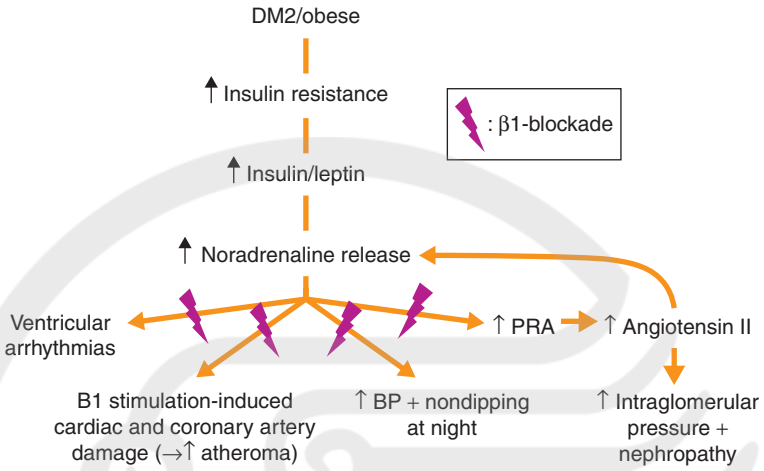 DM2/obese
↑ Insulin resistance
: β1-blockade
↑ Insulin/leptin
↑ Noradrenaline release
Ventricular
arrhythmias
↑ PRA
↑ Angiotensin II
B1 stimulation-induced
cardiac and coronary artery
damage (→↑ atheroma)
↑ BP + nondipping
at night
↑ Intraglomerular
pressure +
nephropathy